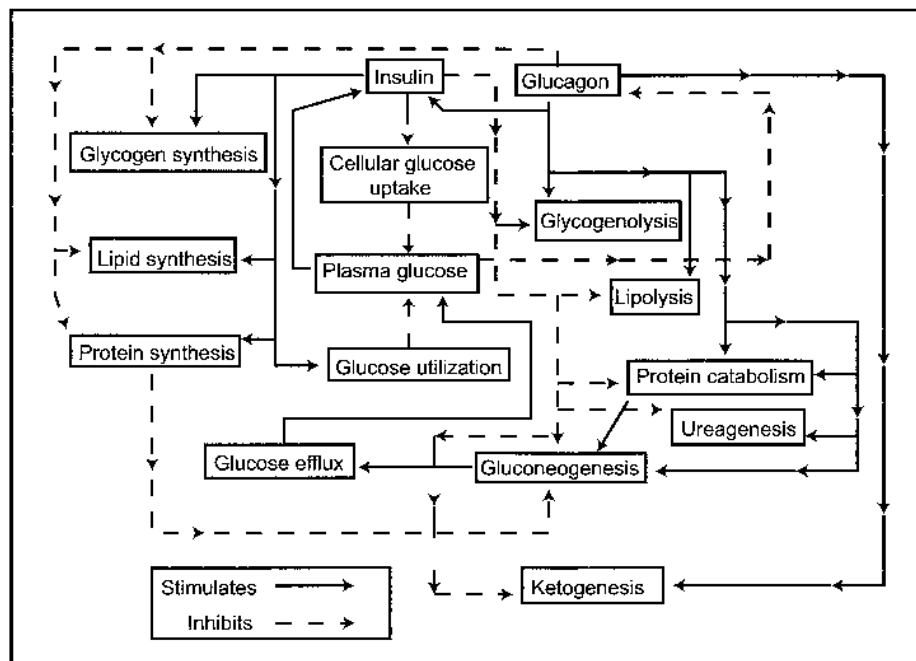 Insulin
Glucagon
Glycogen synthesis
Cellular glucose
uptake
Glycogenolysis
Lipid synthesis
Plasma glucose
Lipolysis
Protein synthesis
Glucose utilization
Protein catabolism
Ureagenesis
Glucose efflux
Gluconeogenesis
Stimulates
Inhibits
Ketogenesis